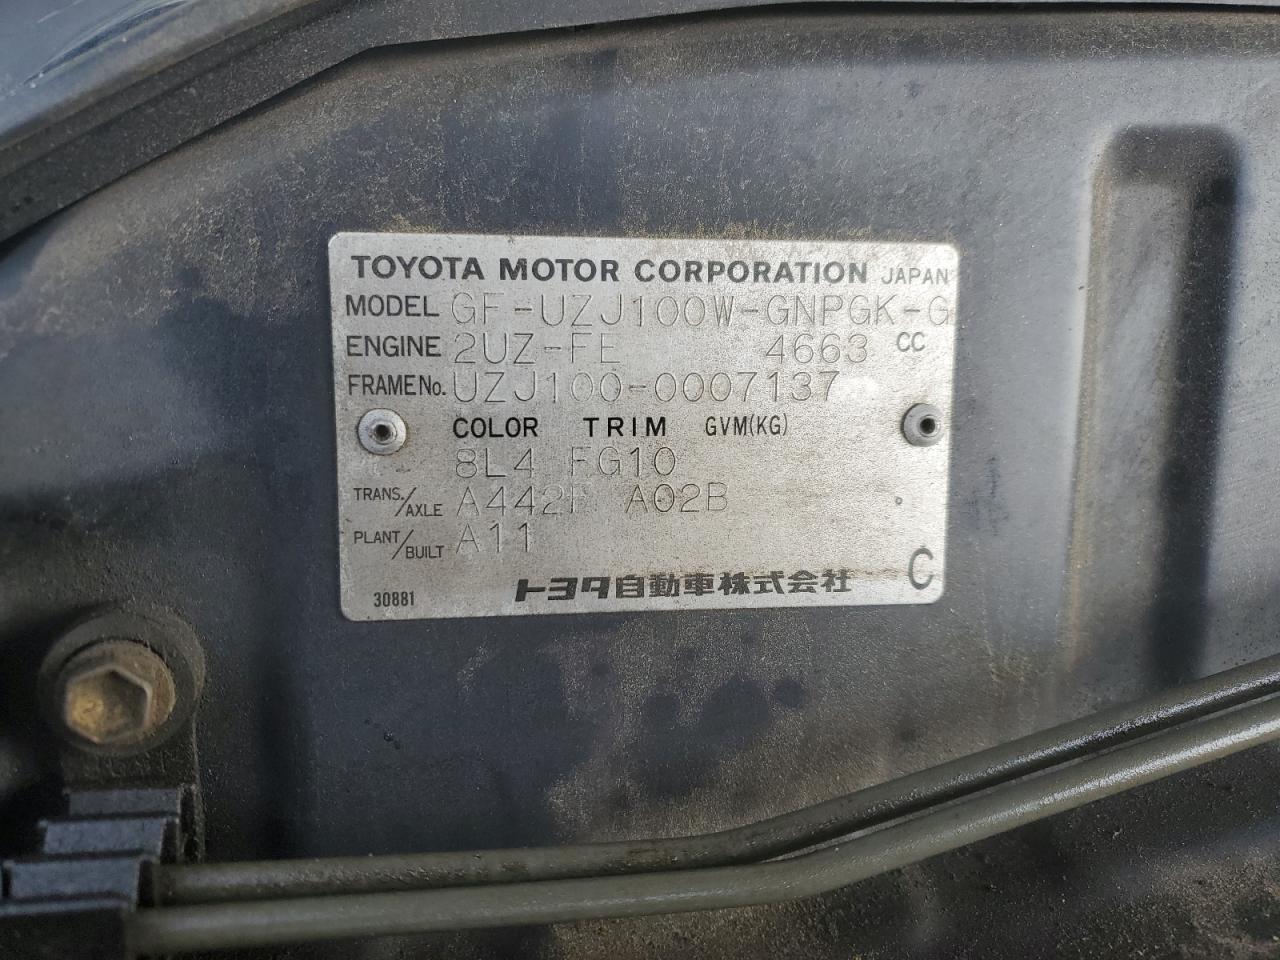 TOYOTA MOTOR CORPORATION JAPAN
MODEL GF-UZJ100W-GNPGK-G
ENGINE 2UZ-FE 4663 CC
FRAME No. UZJ100-0007137
COLOR TRIM GVM(KG)
8L4 FG10
TRANS./AXLE A442F A02B
PLANT/BUILT A11
30881 トヨタ自動車株式会社 C